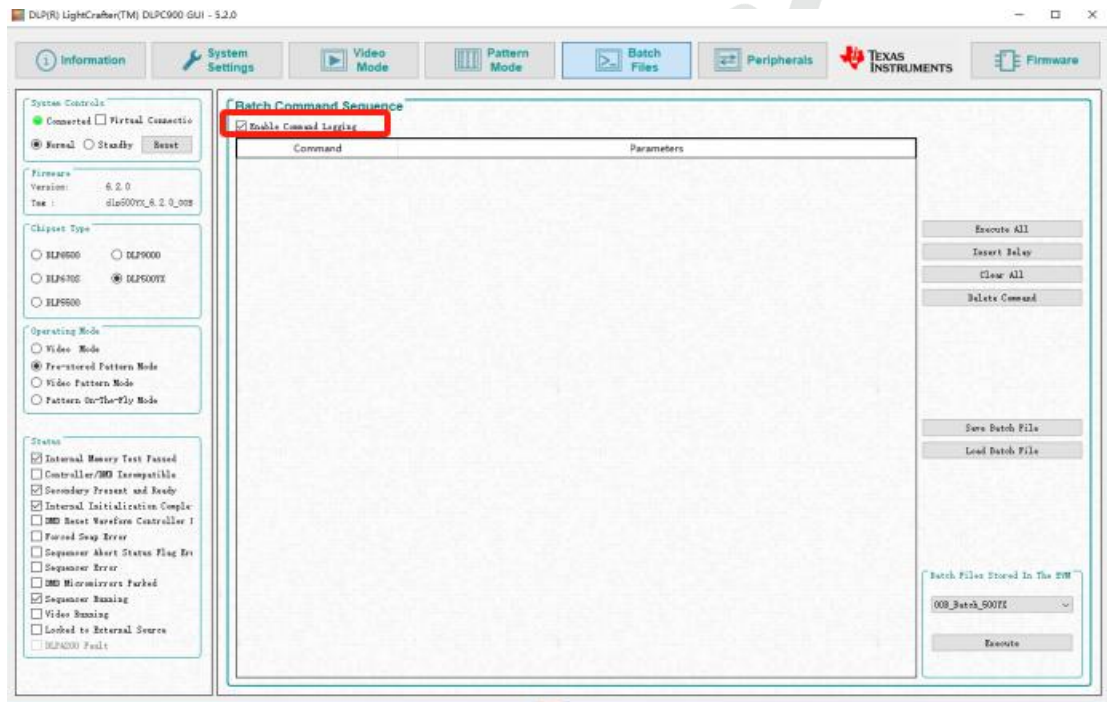 DLP(R) LightCrafter(TM) DLPC900 GUI - 5.2.0
Information
System Settings
Video Mode
Pattern Mode
Batch Files
Peripherals
TEXAS INSTRUMENTS
Firmware
System Controls
Connected Virtual Connectio
Normal Standby Reset
Firmware
Version: 6.2.0
Tag : dlp500YX_6.2.0_00B
Chipset Type
DLP6500 DLP9000
DLP670S DLP500YX
DLP5500
Operating Mode
Video Mode
Pre-stored Pattern Mode
Video Pattern Mode
Pattern On-The-Fly Mode
Status
Internal Memory Test Passed
Controller/DMD Incompatible
Secondary Present and Ready
Internal Initialization Comple
DMD Reset Waveform Controller
Forced Swap Error
Sequencer Abort Status Flag Err
Sequencer Error
DMD Micromirrors Parked
Sequencer Running
Video Running
Locked to External Source
DLPA200 Fault
Batch Command Sequence
Enable Command Logging
Command Parameters
Execute All
Insert Delay
Clear All
Delete Command
Save Batch File
Load Batch File
Batch Files Stored In The EVM
00B_Batch_500YX
Execute